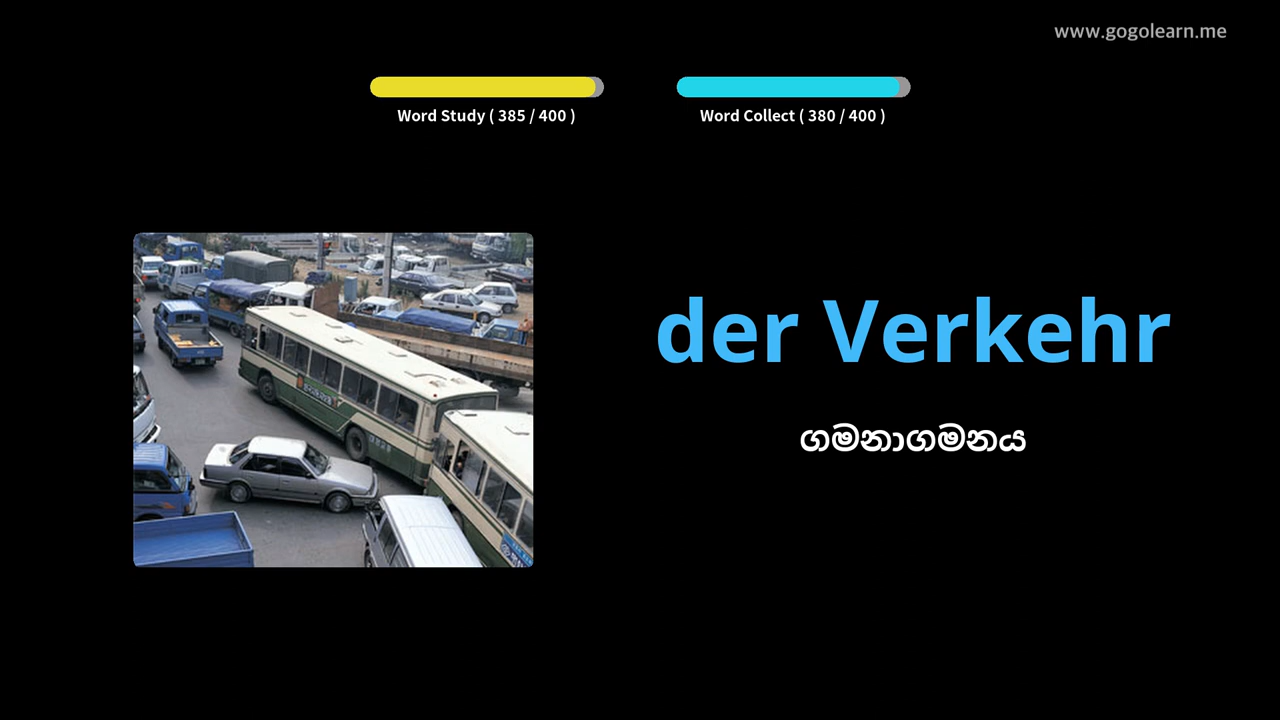 www.gogolearn.me
Word Study ( 385 / 400 )
Word Collect ( 380 / 400 )
der Verkehr
ගමනාගමනය